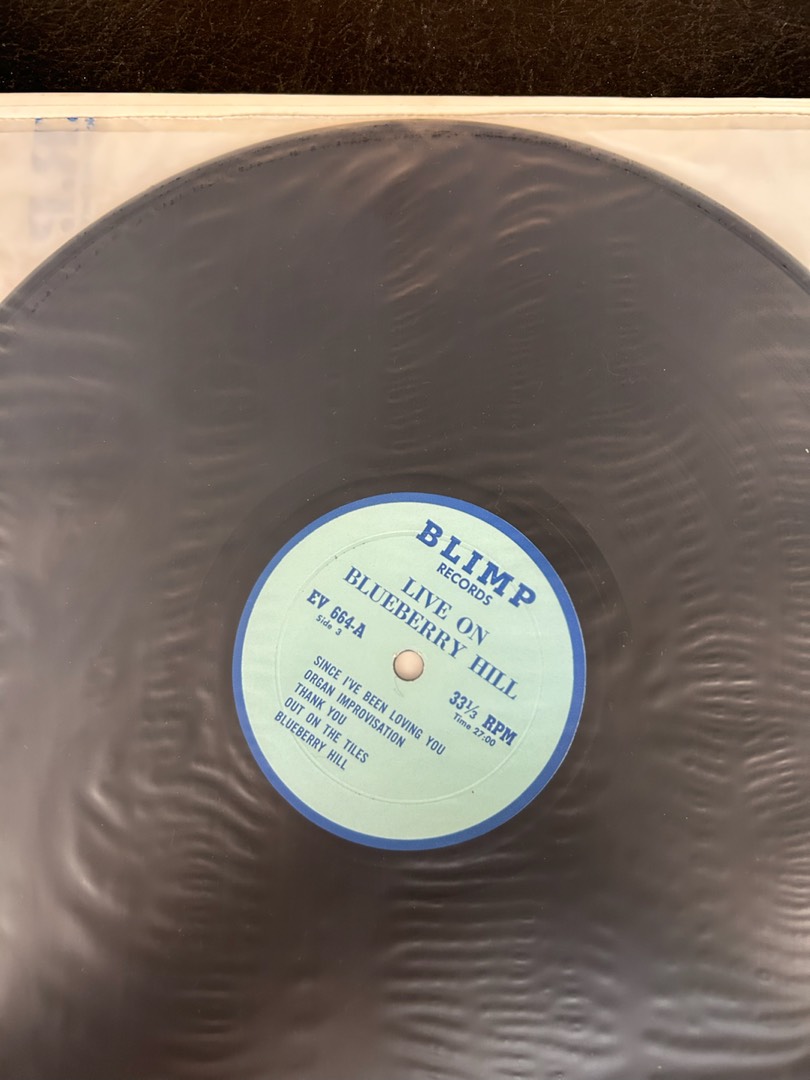 BLIMP
RECORDS
LIVE ON
BLUEBERRY HILL
EV 664-A
Side 3
33⅓ RPM
Time 27:00
SINCE I'VE BEEN LOVING YOU
ORGAN IMPROVISATION
THANK YOU
OUT ON THE TILES
BLUEBERRY HILL